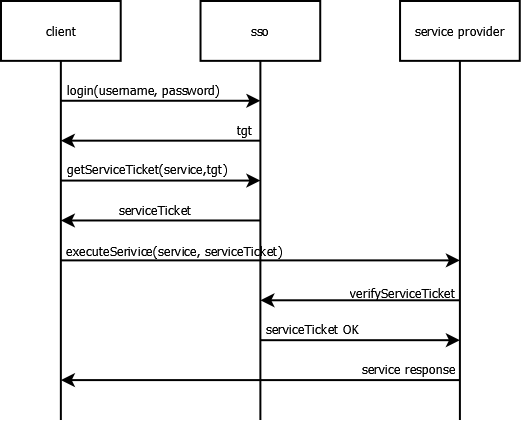 client
sso
service provider
login(username, password)
tgt
getServiceTicket(service,tgt)
serviceTicket
executeSerivice(service, serviceTicket)
verifyServiceTicket
serviceTicket OK
service response